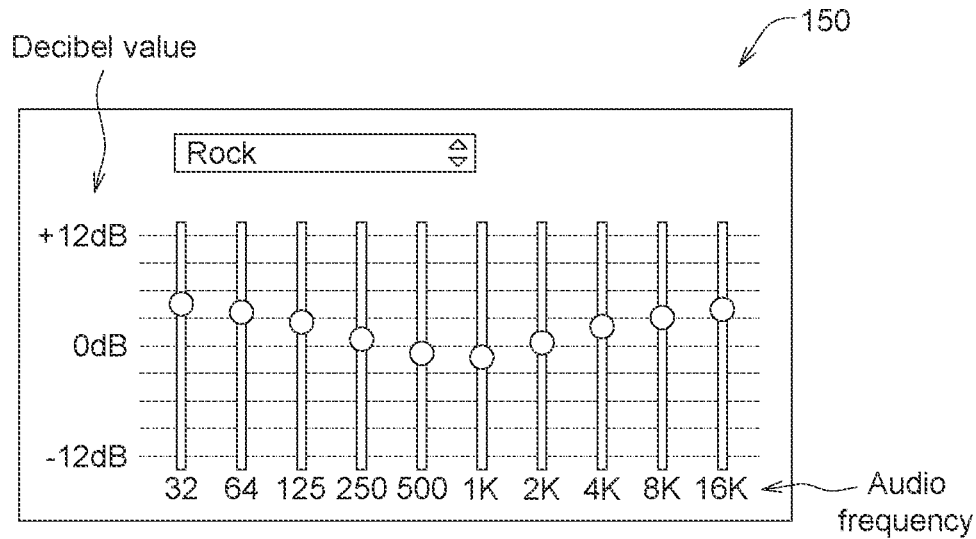 150
Decibel value
Rock
+12dB
0dB
-12dB
32 64 125 250 500 1K 2K 4K 8K 16K
Audio
frequency